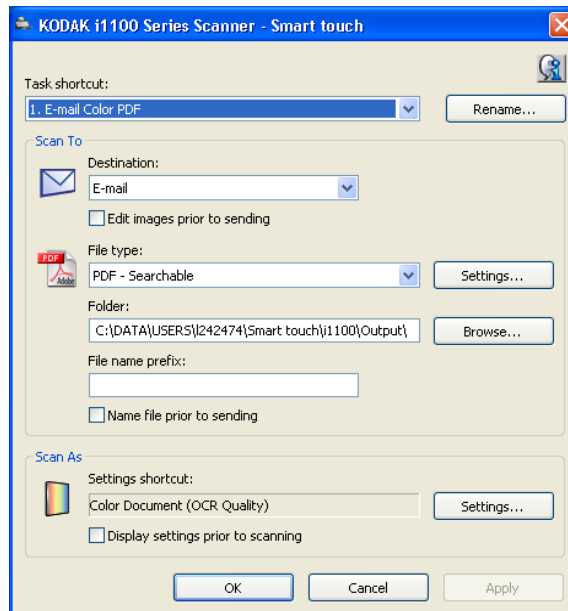 KODAK i1100 Series Scanner - Smart touch
Task shortcut:
1. E-mail Color PDF
Rename...
Scan To
Destination:
E-mail
Edit images prior to sending
File type:
PDF
Adobe
PDF - Searchable
Settings...
Folder:
C:\DATA\USERS\l242474\Smart touch\i1100\Output\
Browse...
File name prefix:
Name file prior to sending
Scan As
Settings shortcut:
Color Document (OCR Quality)
Settings...
Display settings prior to scanning
OK
Cancel
Apply